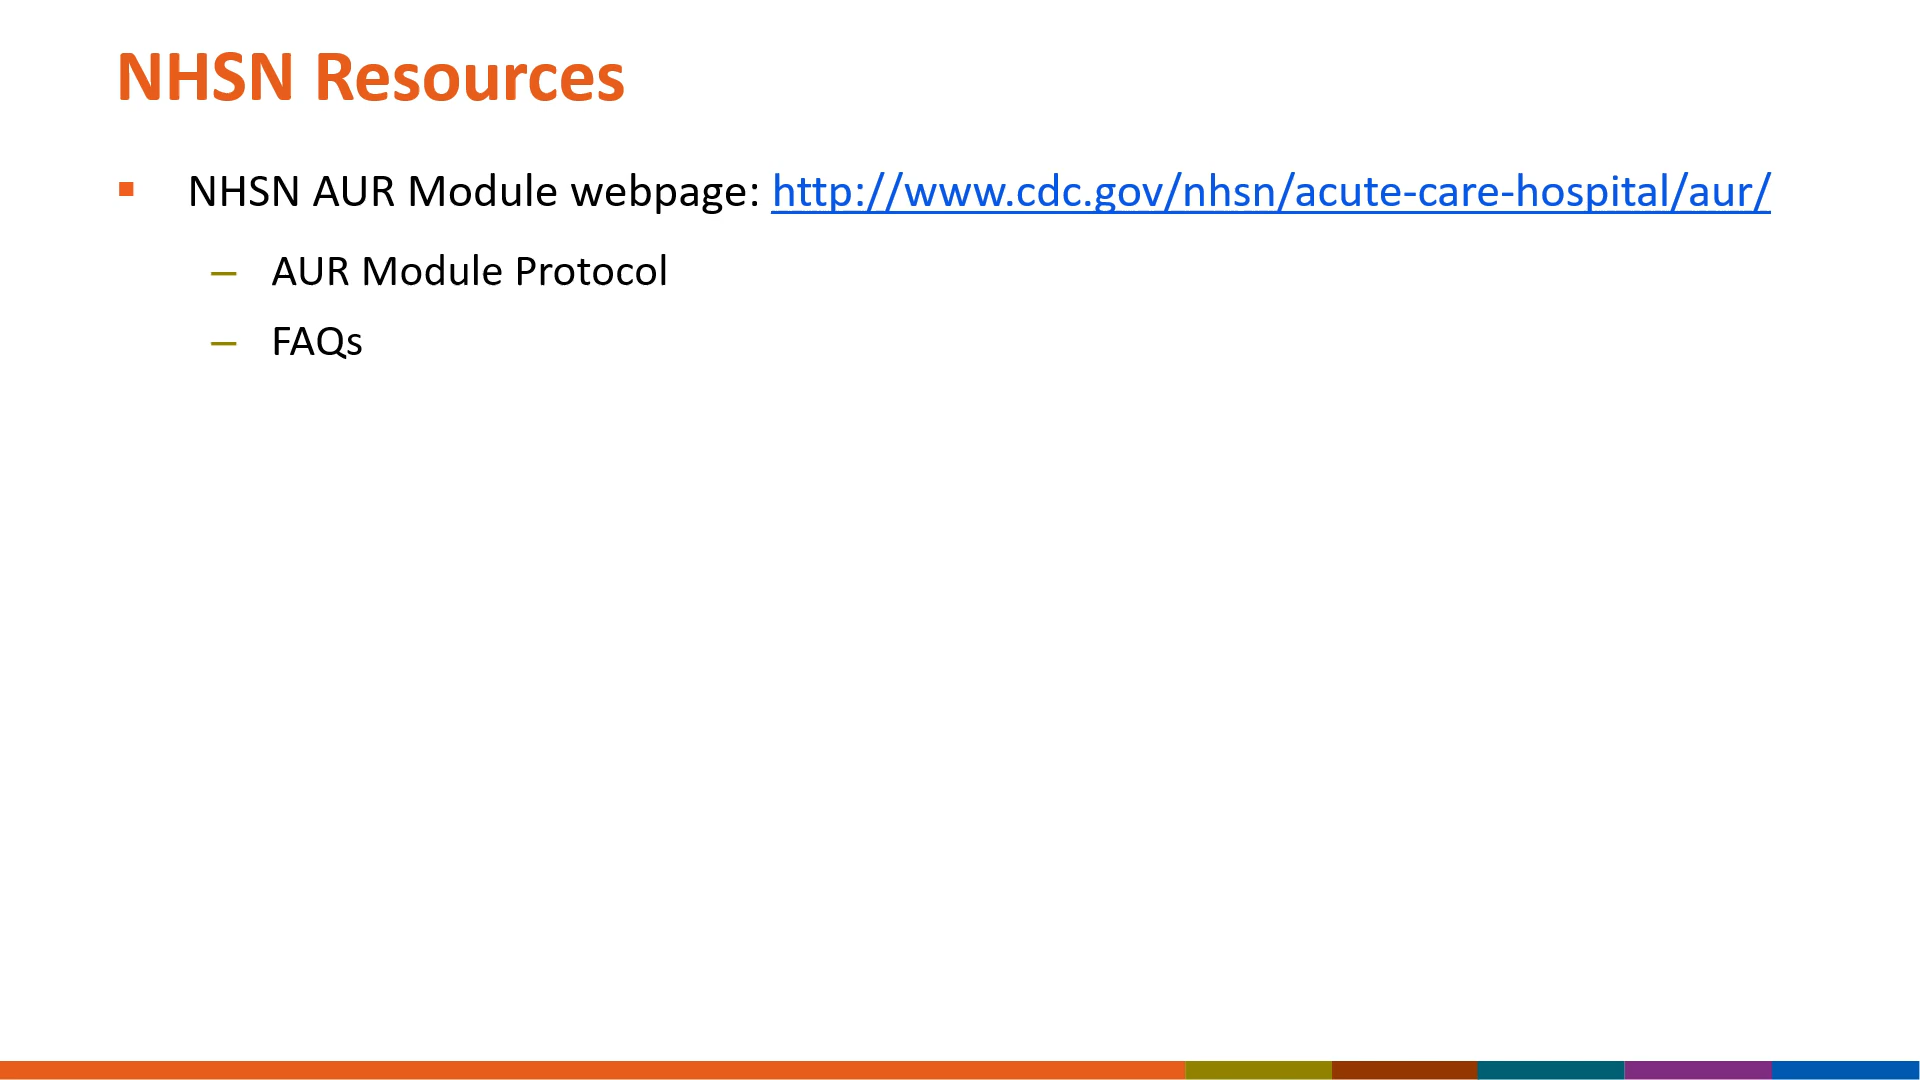 NHSN Resources
▪ NHSN AUR Module webpage: http://www.cdc.gov/nhsn/acute-care-hospital/aur/
– AUR Module Protocol
– FAQs